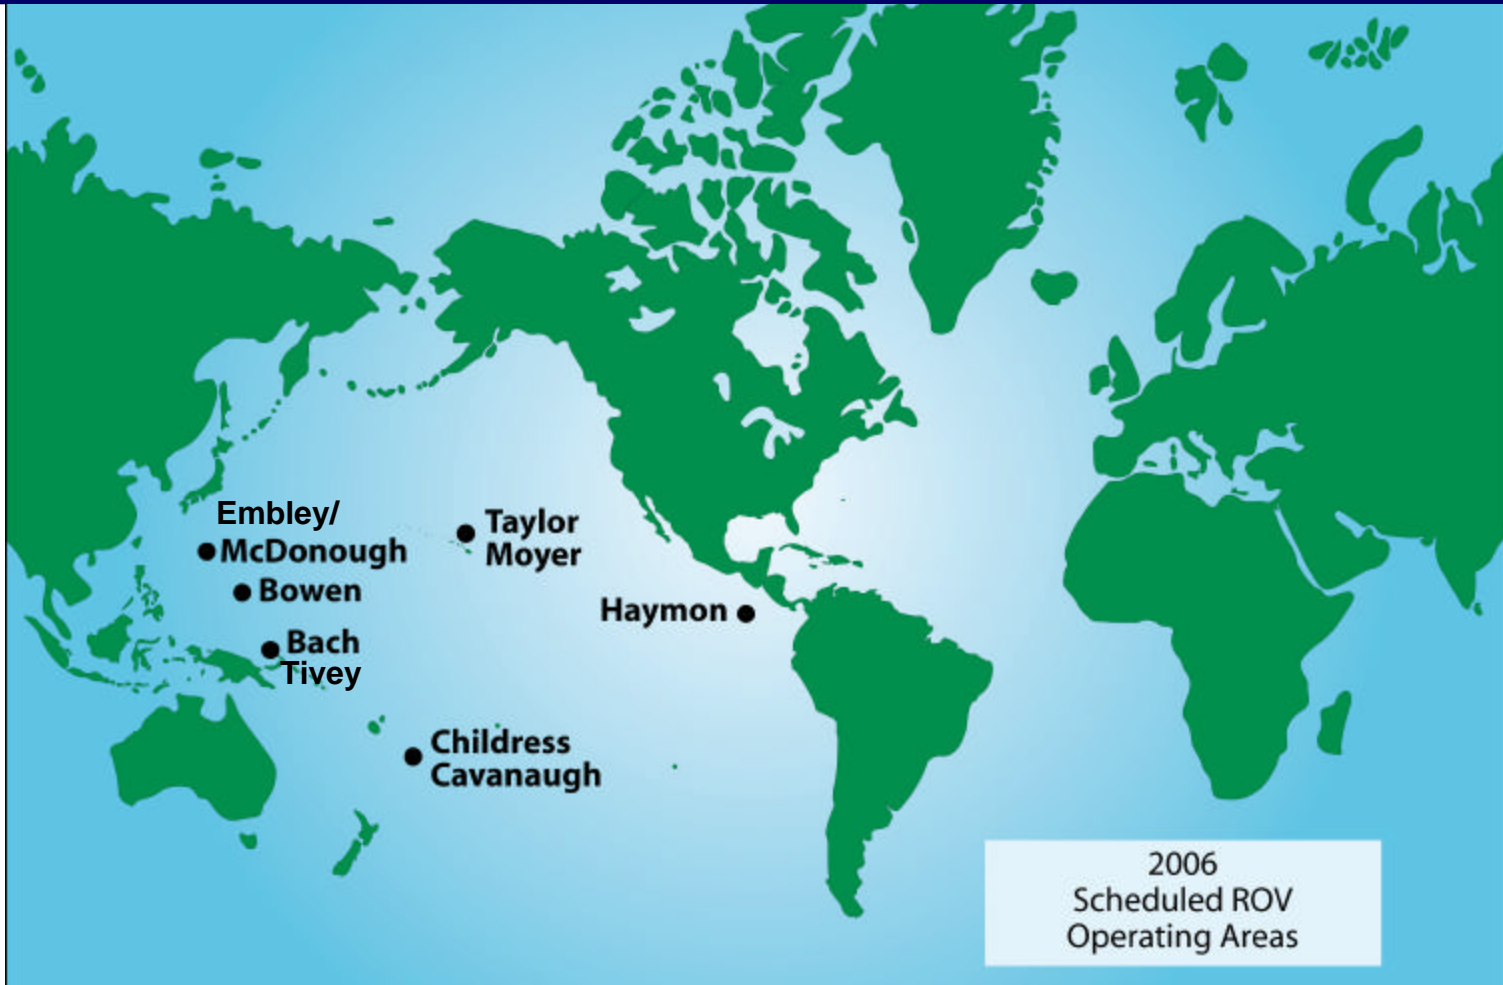 Embley/
McDonough
Bowen
Bach
Tivey
Taylor
Moyer
Haymon
Childress
Cavanaugh
2006
Scheduled ROV
Operating Areas